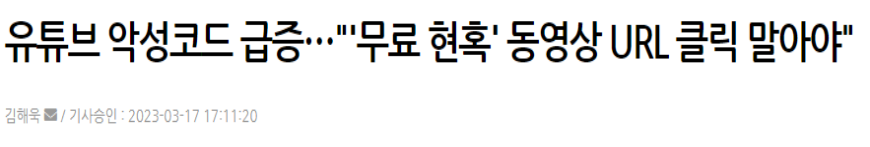 유튜브 악성코드 급증…"'무료 현혹' 동영상 URL 클릭 말아야"
김해욱 / 기사승인 : 2023-03-17 17:11:20